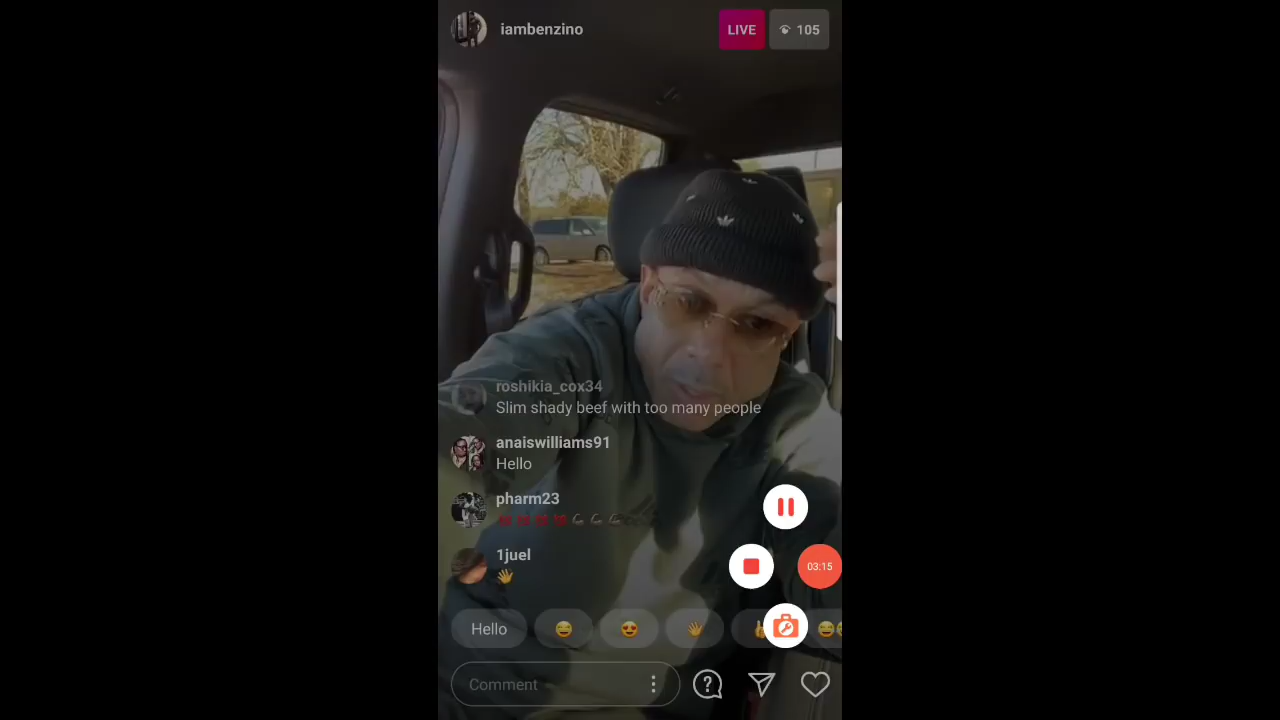 iambenzino
LIVE
105
roshikia_cox34
Slim shady beef with too many people
anaiswilliams91
Hello
pharm23
1juel
03:15
Hello
Comment